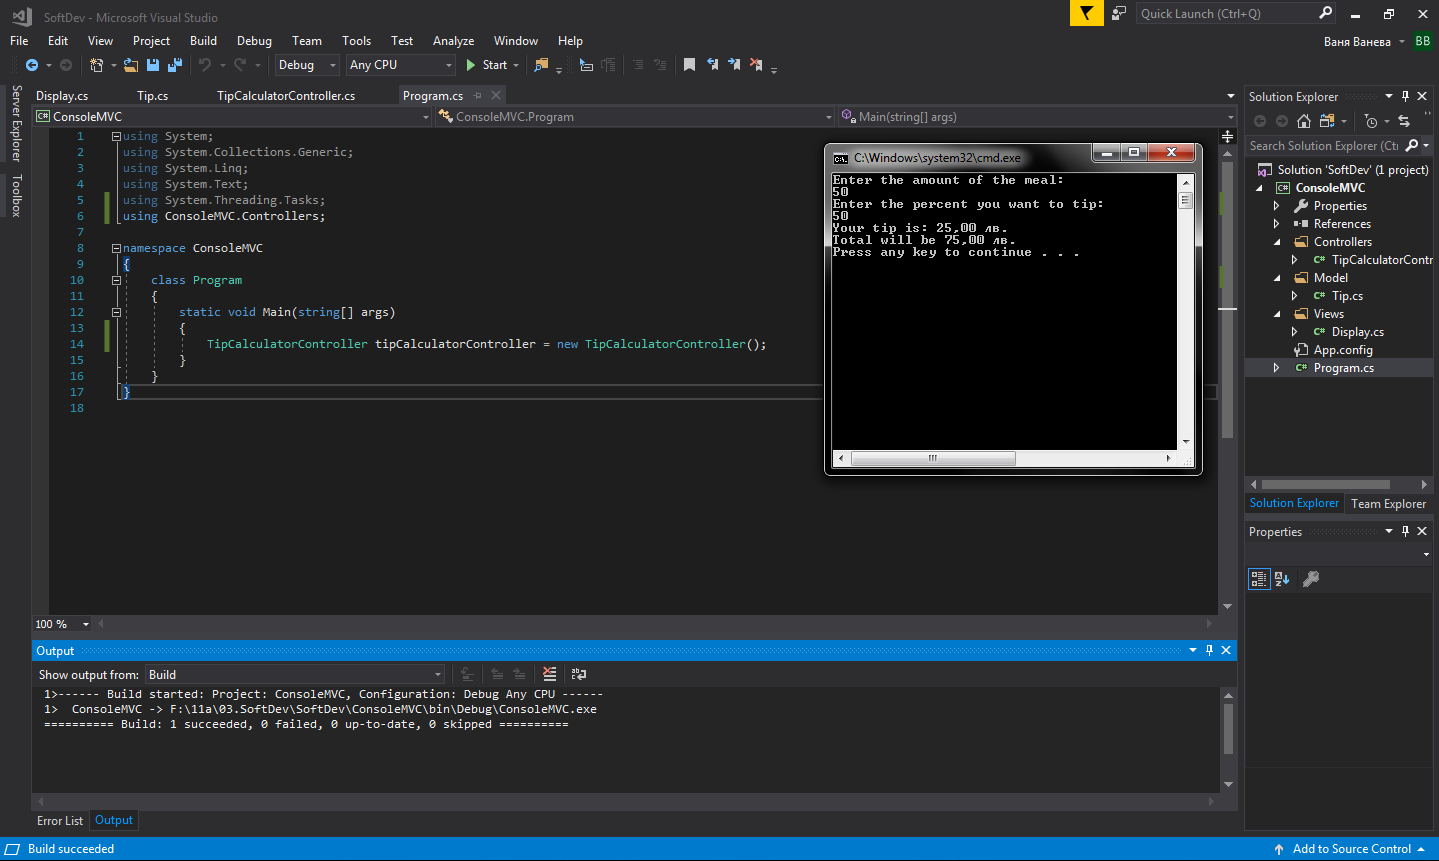 SoftDev - Microsoft Visual Studio
Quick Launch (Ctrl+Q)
File Edit View Project Build Debug Team Tools Test Analyze Window Help
Ваня Ванева BB
Debug Any CPU Start
Server Explorer
Toolbox
Display.cs Tip.cs TipCalculatorController.cs Program.cs
C# ConsoleMVC ConsoleMVC.Program Main(string[] args)
1 using System;
2 using System.Collections.Generic;
3 using System.Linq;
4 using System.Text;
5 using System.Threading.Tasks;
6 using ConsoleMVC.Controllers;
7
8 namespace ConsoleMVC
9 {
10 class Program
11 {
12 static void Main(string[] args)
13 {
14 TipCalculatorController tipCalculatorController = new TipCalculatorController();
15 }
16 }
17 }
18
100 %
C:\Windows\system32\cmd.exe
Enter the amount of the meal:
50
Enter the percent you want to tip:
50
Your tip is: 25,00 лв.
Total will be 75,00 лв.
Press any key to continue . . .
Solution Explorer
Search Solution Explorer (Ctr
Solution 'SoftDev' (1 project)
C# ConsoleMVC
Properties
References
Controllers
C# TipCalculatorContr
Model
C# Tip.cs
Views
C# Display.cs
App.config
C# Program.cs
Solution Explorer Team Explorer
Properties
Output
Show output from: Build
1>------ Build started: Project: ConsoleMVC, Configuration: Debug Any CPU ------
1> ConsoleMVC -> F:\11a\03.SoftDev\SoftDev\ConsoleMVC\bin\Debug\ConsoleMVC.exe
========== Build: 1 succeeded, 0 failed, 0 up-to-date, 0 skipped ==========
Error List Output
Build succeeded
Add to Source Control